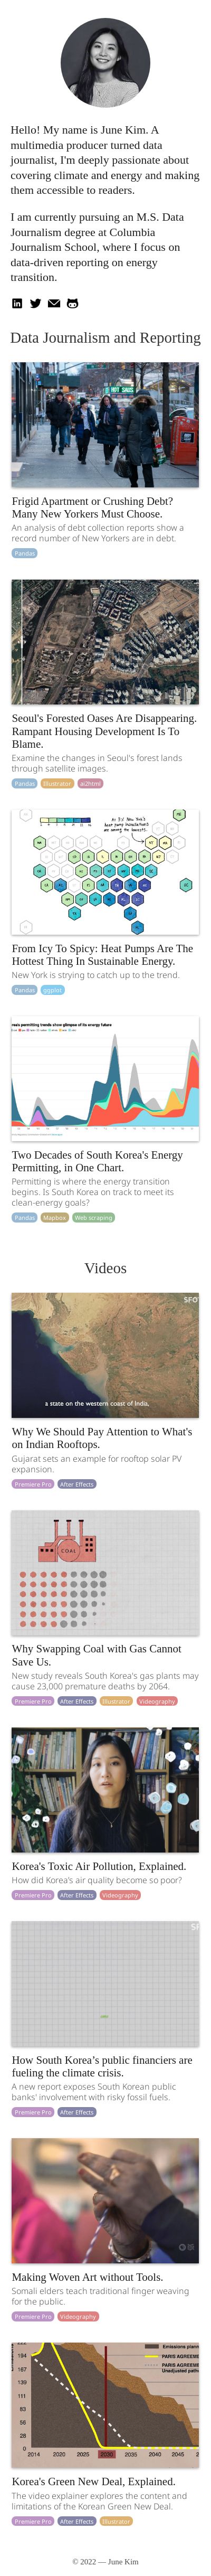 Hello! My name is June Kim. A
multimedia producer turned data
journalist, I'm deeply passionate about
covering climate and energy and making
them accessible to readers.
I am currently pursuing an M.S. Data
Journalism degree at Columbia
Journalism School, where I focus on
data-driven reporting on energy
transition.
Data Journalism and Reporting
Frigid Apartment or Crushing Debt?
Many New Yorkers Must Choose.
An analysis of debt collection reports show a
record number of New Yorkers are in debt.
Pandas
Seoul's Forested Oases Are Disappearing.
Rampant Housing Development Is To
Blame.
Examine the changes in Seoul's forest lands
through satellite images.
Pandas Illustrator ai2html
From Icy To Spicy: Heat Pumps Are The
Hottest Thing In Sustainable Energy.
New York is strying to catch up to the trend.
Pandas ggplot
Two Decades of South Korea's Energy
Permitting, in One Chart.
Permitting is where the energy transition
begins. Is South Korea on track to meet its
clean-energy goals?
Pandas Mapbox Web scraping
Videos
SFO
a state on the western coast of India,
Why We Should Pay Attention to What's
on Indian Rooftops.
Gujarat sets an example for rooftop solar PV
expansion.
Premiere Pro After Effects
COAL
Why Swapping Coal with Gas Cannot
Save Us.
New study reveals South Korea's gas plants may
cause 23,000 premature deaths by 2064.
Premiere Pro After Effects Illustrator Videography
Korea's Toxic Air Pollution, Explained.
How did Korea's air quality become so poor?
Premiere Pro After Effects Videography
How South Korea’s public financiers are
fueling the climate crisis.
A new report exposes South Korean public
banks' involvement with risky fossil fuels.
Premiere Pro After Effects
Making Woven Art without Tools.
Somali elders teach traditional finger weaving
for the public.
Premiere Pro Videography
Emissions plann
PARIS AGREEME
PARIS AGREEME
Unadjusted path
194
167
139
111
83
56
28
0
2014 2020 2025 2030 2035 2040 2045
Korea's Green New Deal, Explained.
The video explainer explores the content and
limitations of the Korean Green New Deal.
Premiere Pro After Effects Illustrator
© 2022 — June Kim